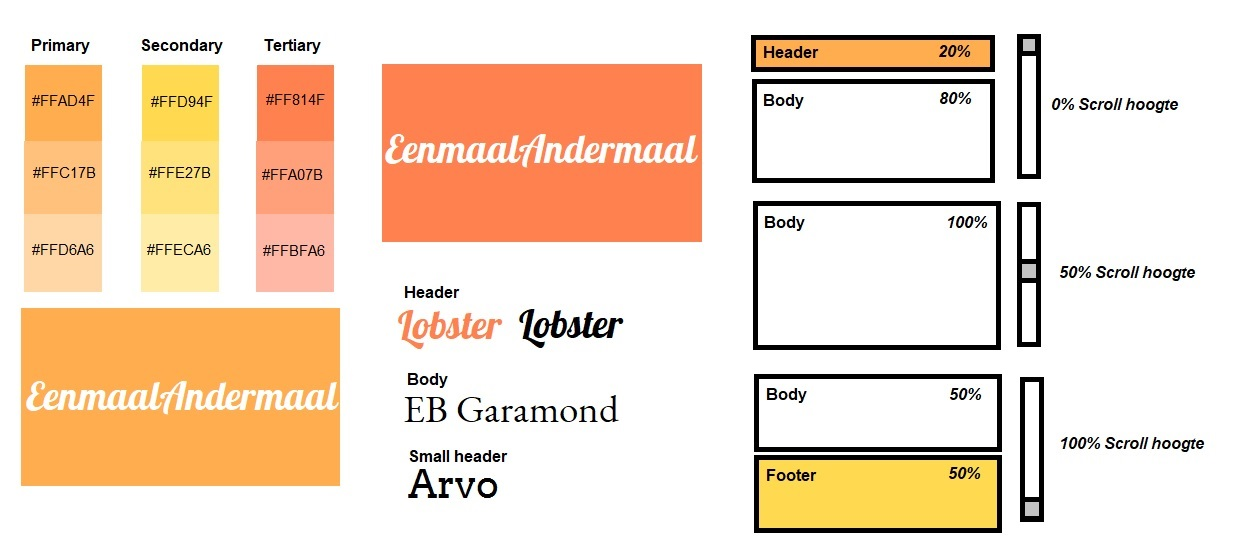 Primary
Secondary
Tertiary
#FFAD4F
#FFD94F
#FF814F
#FFC17B
#FFE27B
#FFA07B
#FFD6A6
#FFECA6
#FFBFA6
EenmaalAndermaal
EenmaalAndermaal
Header
Lobster Lobster
Body
EB Garamond
Small header
Arvo
Header 20%
Body 80%
0% Scroll hoogte
Body 100%
50% Scroll hoogte
Body 50%
Footer 50%
100% Scroll hoogte